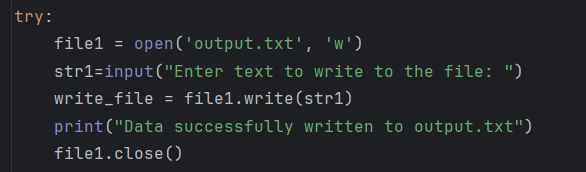 try:
    file1 = open('output.txt', 'w')
    str1=input("Enter text to write to the file: ")
    write_file = file1.write(str1)
    print("Data successfully written to output.txt")
    file1.close()